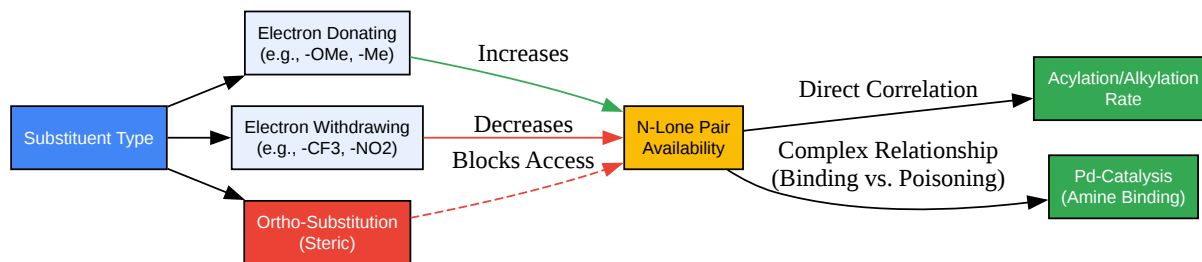 Electron Donating
(e.g., -OMe, -Me)
Increases
Substituent Type
Electron Withdrawing
(e.g., -CF3, -NO2)
Decreases
Blocks Access
Ortho-Substitution
(Steric)
N-Lone Pair
Availability
Direct Correlation
Acylation/Alkylation
Rate
Complex Relationship
(Binding vs. Poisoning)
Pd-Catalysis
(Amine Binding)